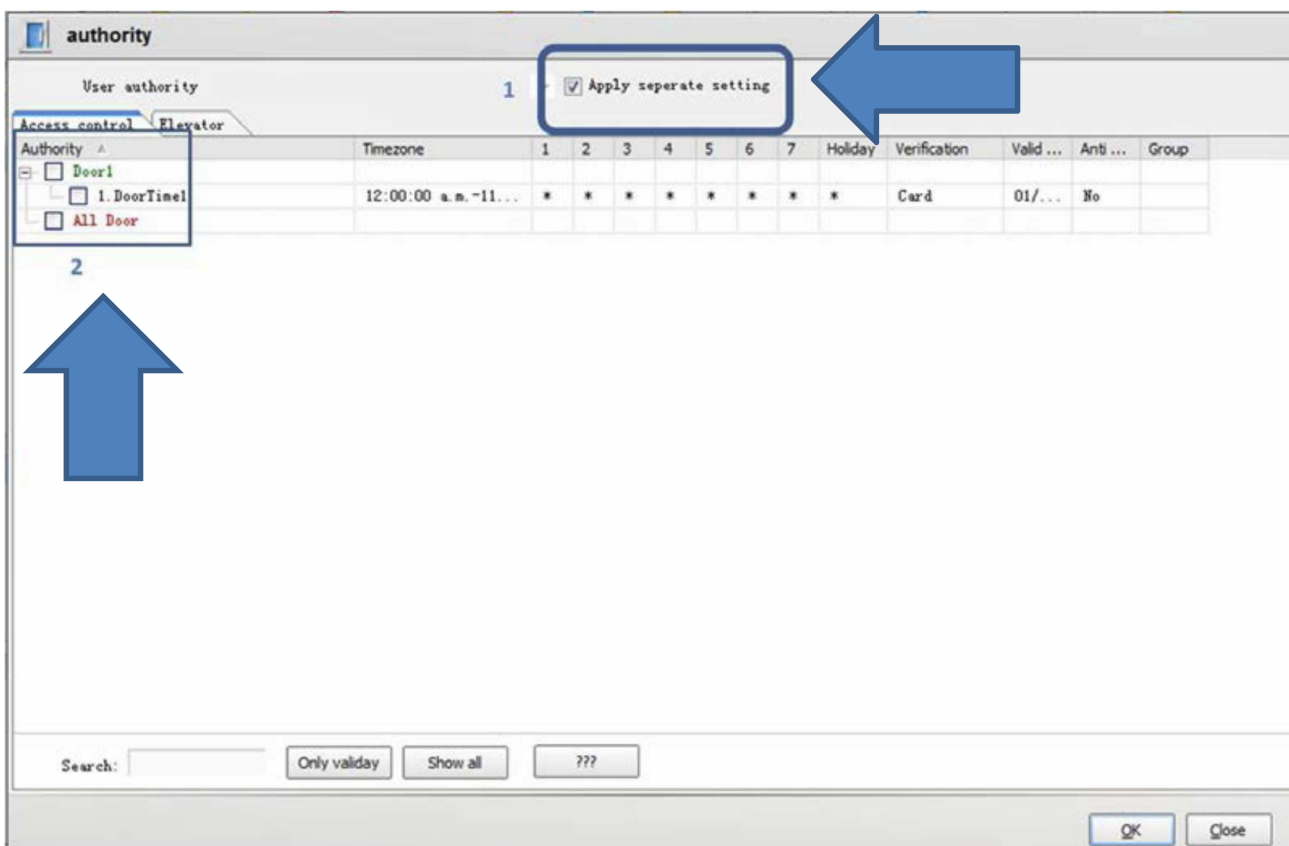 authority
User authority
1
Apply seperate setting
Access control Elevator
Authority Timezone 1 2 3 4 5 6 7 Holiday Verification Valid ... Anti ... Group
Door1
1.DoorTime1 12:00:00 a.m.-11... * * * * * * * * Card 01/... No
All Door
2
Search: Only validay Show all ???
OK Close